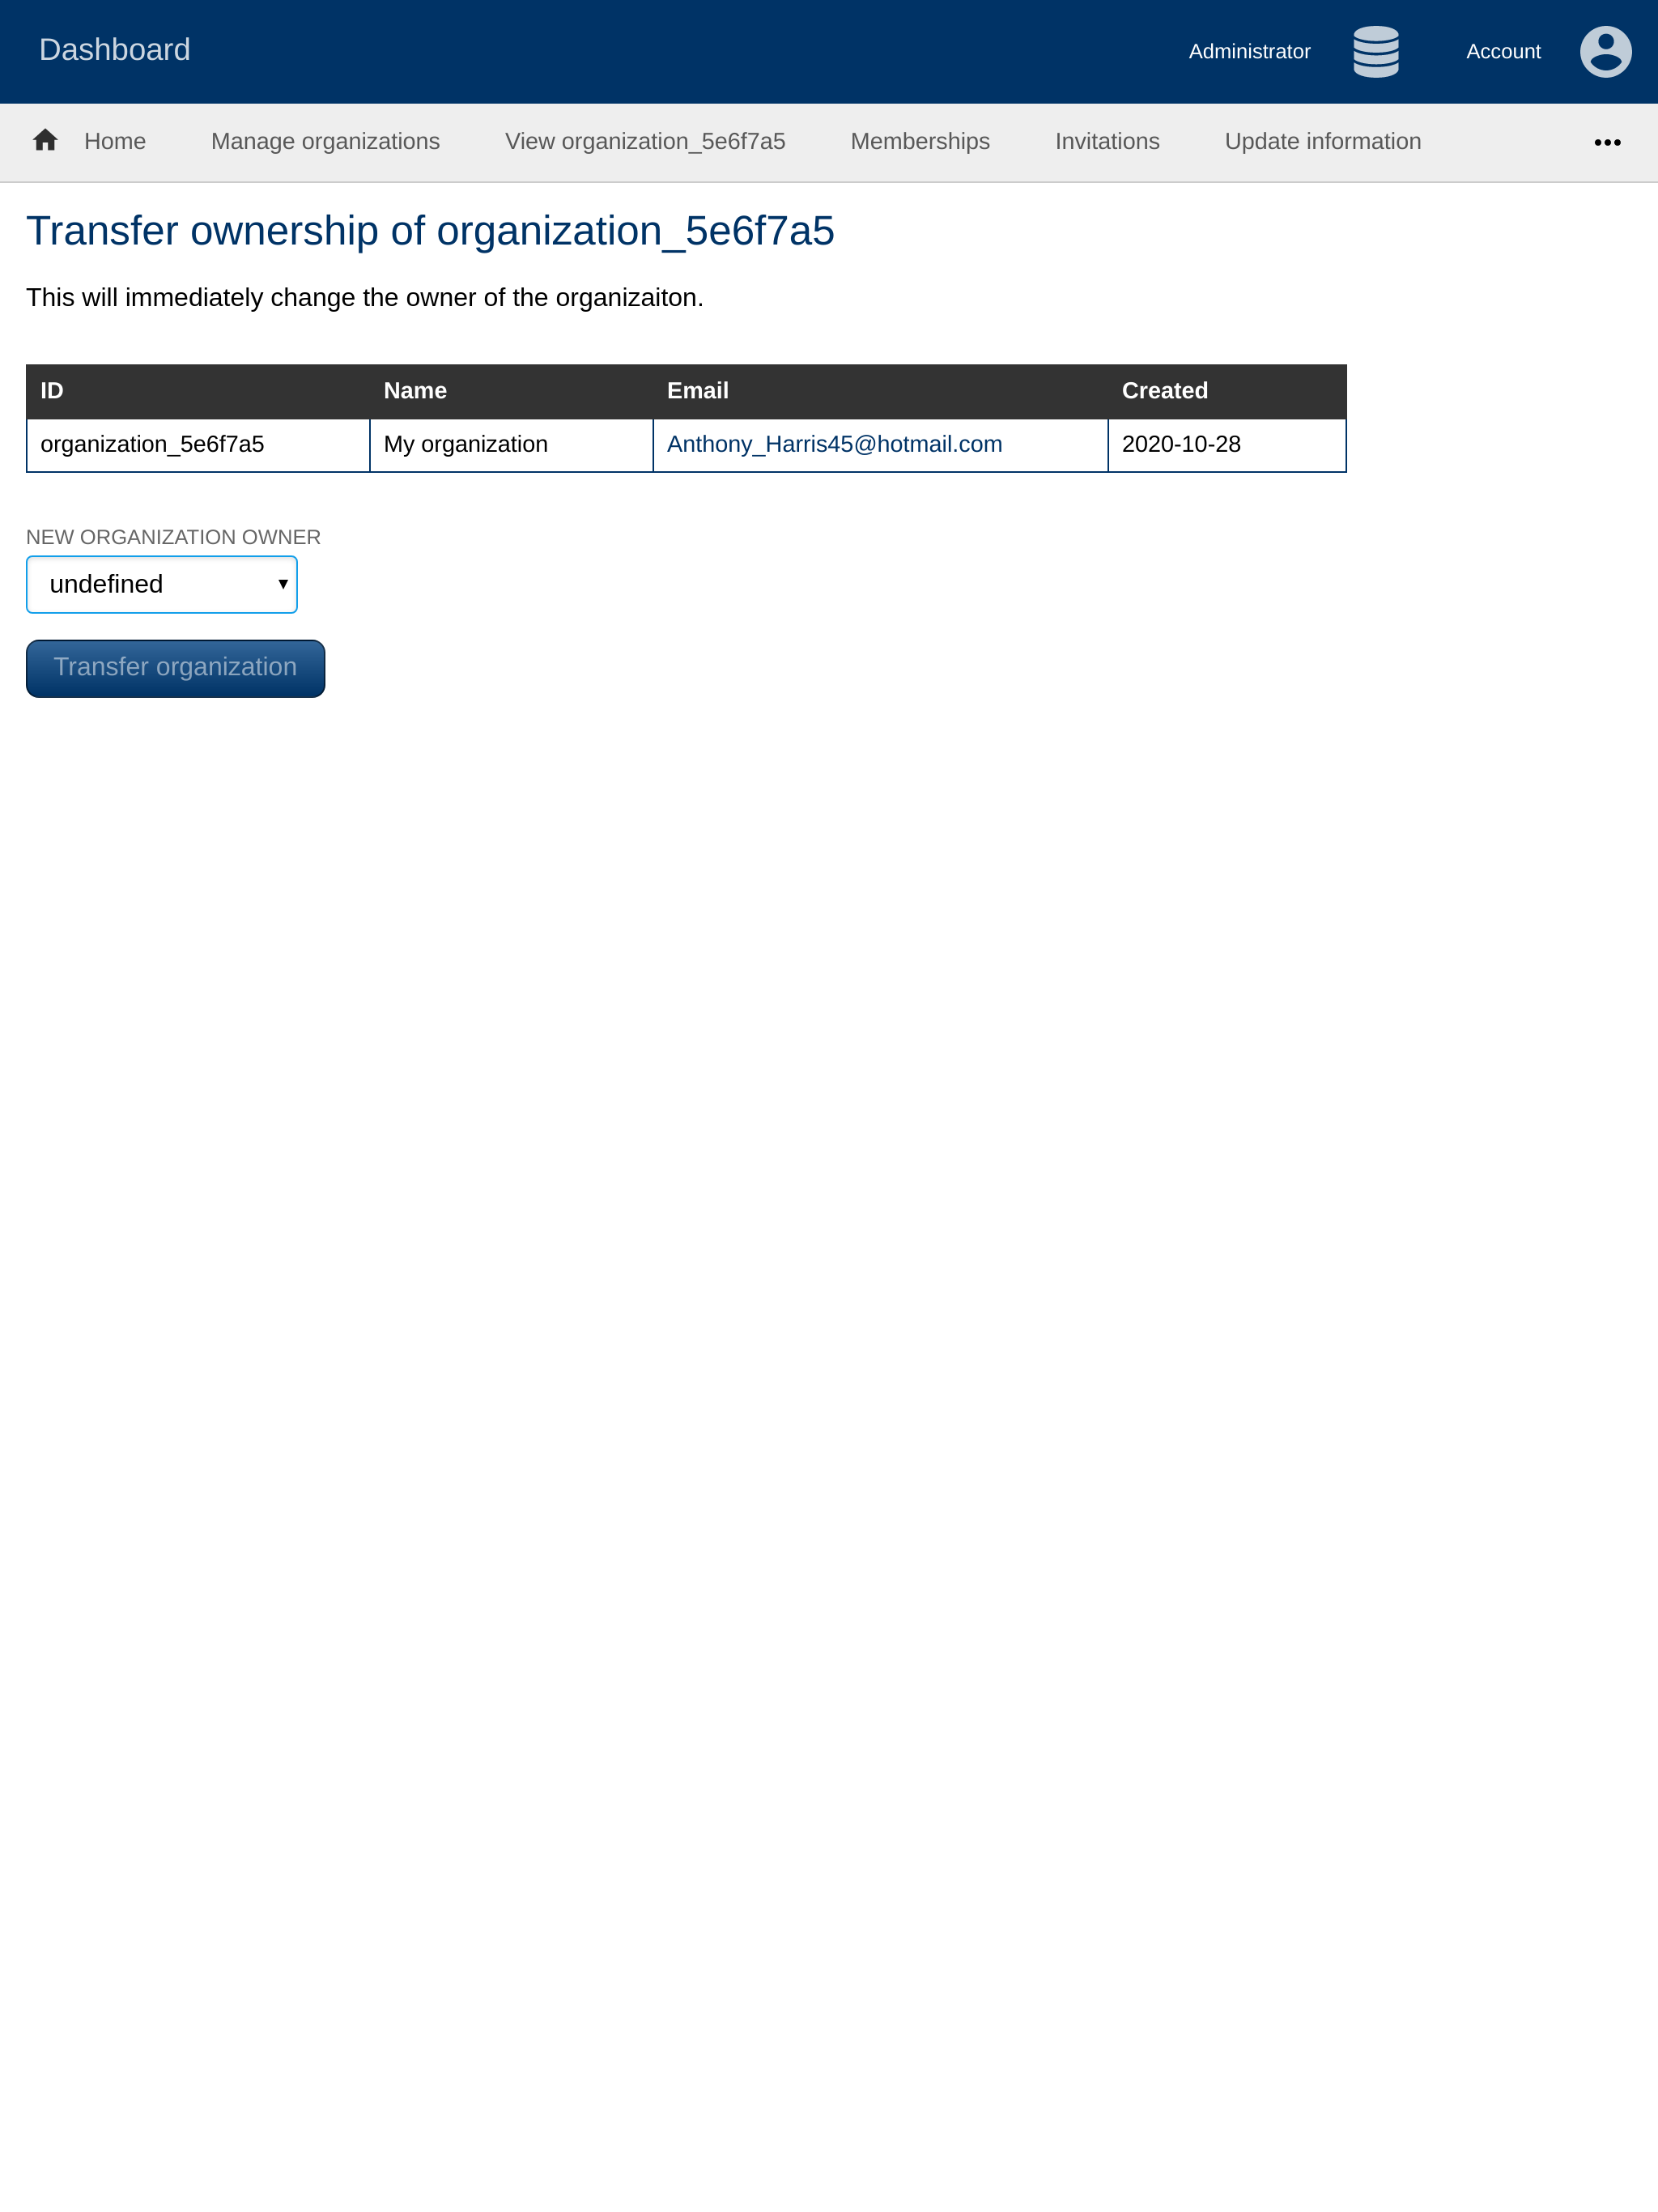 Dashboard Administrator Account
Home Manage organizations View organization_5e6f7a5 Memberships Invitations Update information •••
Transfer ownership of organization_5e6f7a5
This will immediately change the owner of the organizaiton.
ID Name Email Created
organization_5e6f7a5 My organization Anthony_Harris45@hotmail.com 2020-10-28
NEW ORGANIZATION OWNER
undefined
Transfer organization